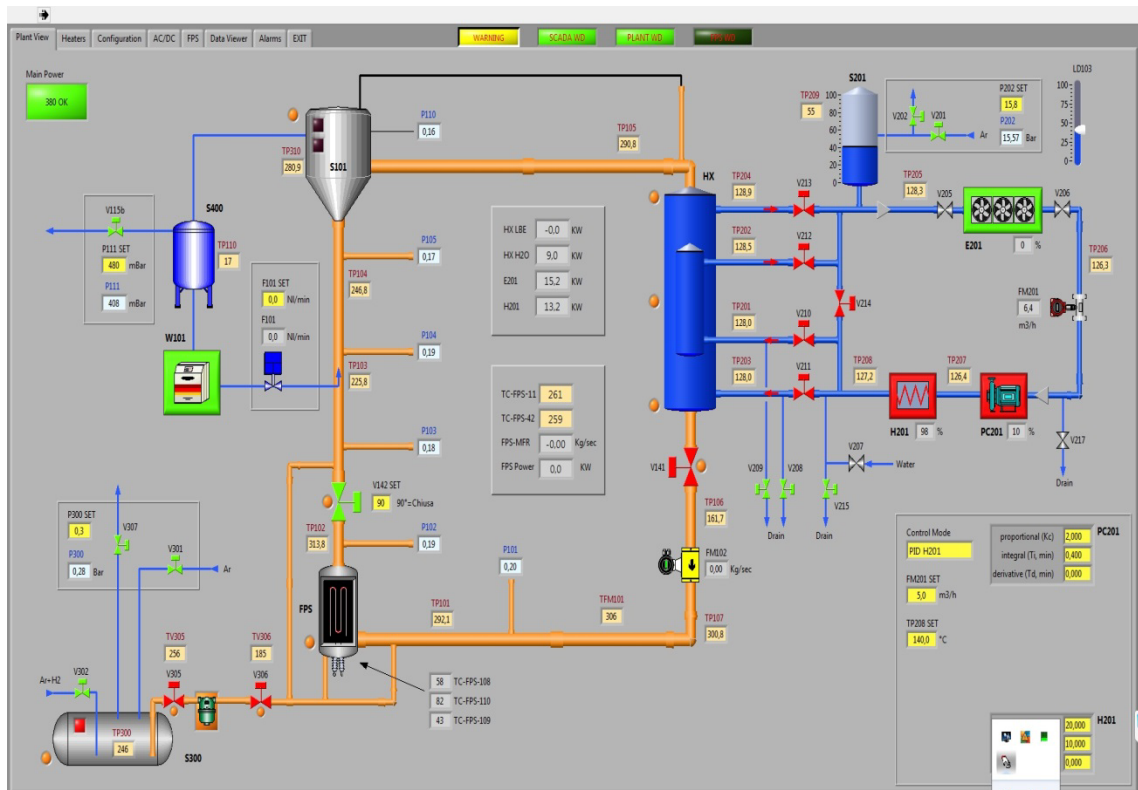 Plant View Heaters Configuration AC/DC FPS Data Viewer Alarms EXIT WARNING SCADA WD PLANT WD FPS WD
Main Power
380 OK
P110
0,16
TP310
280,9
S101
TP105
290,8
HX
TP209
55
S201
100
80
60
40
20
0
P202 SET
15,8
P202
15,57 Bar
V202 V201 Ar
LD103
100
75
50
25
0
V115b
P111 SET
480 mBar
P111
408 mBar
S400
TP110
17
W101
F101 SET
0,0 Nl/min
F101
0,0 Nl/min
P105
0,17
TP104
246,8
P104
0,19
TP103
225,8
P103
0,18
HX LBE -0.0 KW
HX H2O 9,0 KW
E201 15,2 KW
H201 13,2 KW
TC-FPS-11 261
TC-FPS-42 259
FPS-MFR -0,00 Kg/sec
FPS Power 0,0 KW
TP204
128,9
V213
TP202
128,5
V212
TP201
128,0
V210
TP203
128,0
V211
V214
TP205
128,3
V205
E201 0 %
V206
TP206
126,3
FM201
6,4
m3/h
TP208
127,2
TP207
126,4
H201 98 % PC201 10 %
V217
Drain
V207
Water
V209 V208 V215
Drain Drain
V141
TP106
161,7
FM102
0,00 Kg/sec
TP107
300,8
V142 SET
90 90°=Chiusa
TP102
313,8
P102
0,19
P101
0,20
FPS
TP101
292,1
TFM101
306
58 TC-FPS-108
82 TC-FPS-110
43 TC-FPS-109
P300 SET
0,3
P300
0,28 Bar
V307
V301
Ar
TV305
256
V305
TV306
185
V306
Ar+H2 V302
TP300
246
S300
Control Mode
PID H201
FM201 SET
5,0 m3/h
TP208 SET
140,0 °C
proportional (Kc) 2,000 PC201
integral (Ti, min) 0,400
derivative (Td, min) 0,000
20,000 H201
10,000
0,000